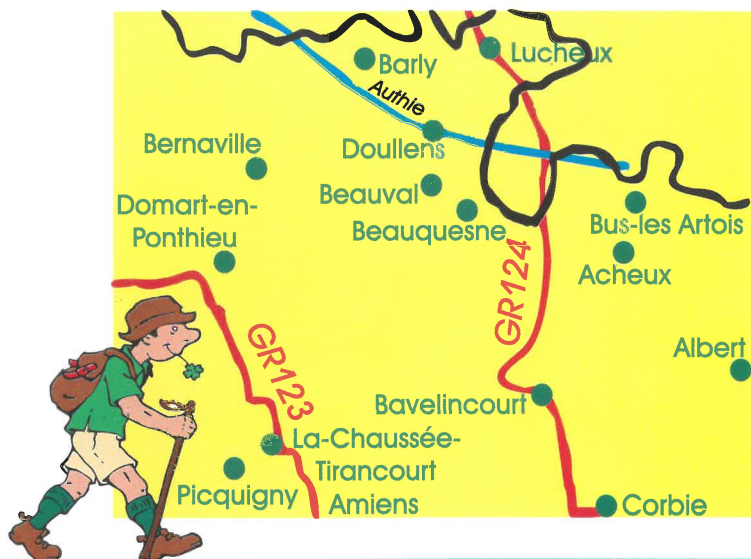 Lucheux
Barly
Authie
Doullens
Bernaville
Beauval
Domart-en-
Ponthieu
Beauquesne
Bus-les Artois
Acheux
GR124
GR123
Albert
Bavelincourt
La-Chaussée-
Tirancourt
Picquigny
Amiens
Corbie